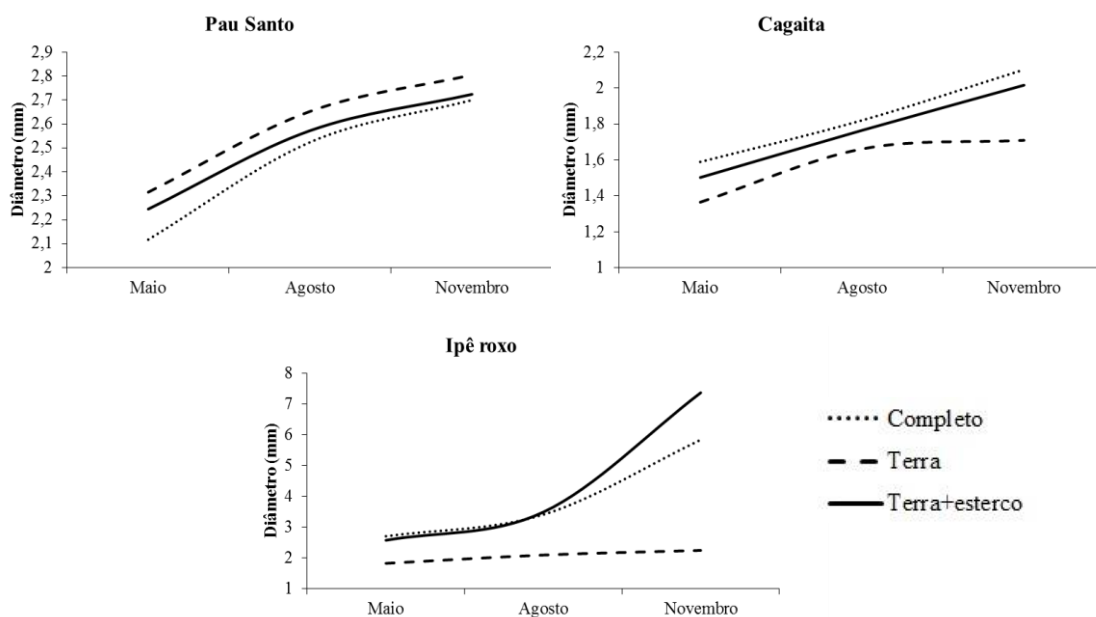 Pau Santo
Diâmetro (mm)
2,9
2,8
2,7
2,6
2,5
2,4
2,3
2,2
2,1
2
Maio Agosto Novembro
Cagaita
Diâmetro (mm)
2,2
2
1,8
1,6
1,4
1,2
1
Maio Agosto Novembro
Ipê roxo
Diâmetro (mm)
8
7
6
5
4
3
2
1
Maio Agosto Novembro
Completo
Terra
Terra+esterco